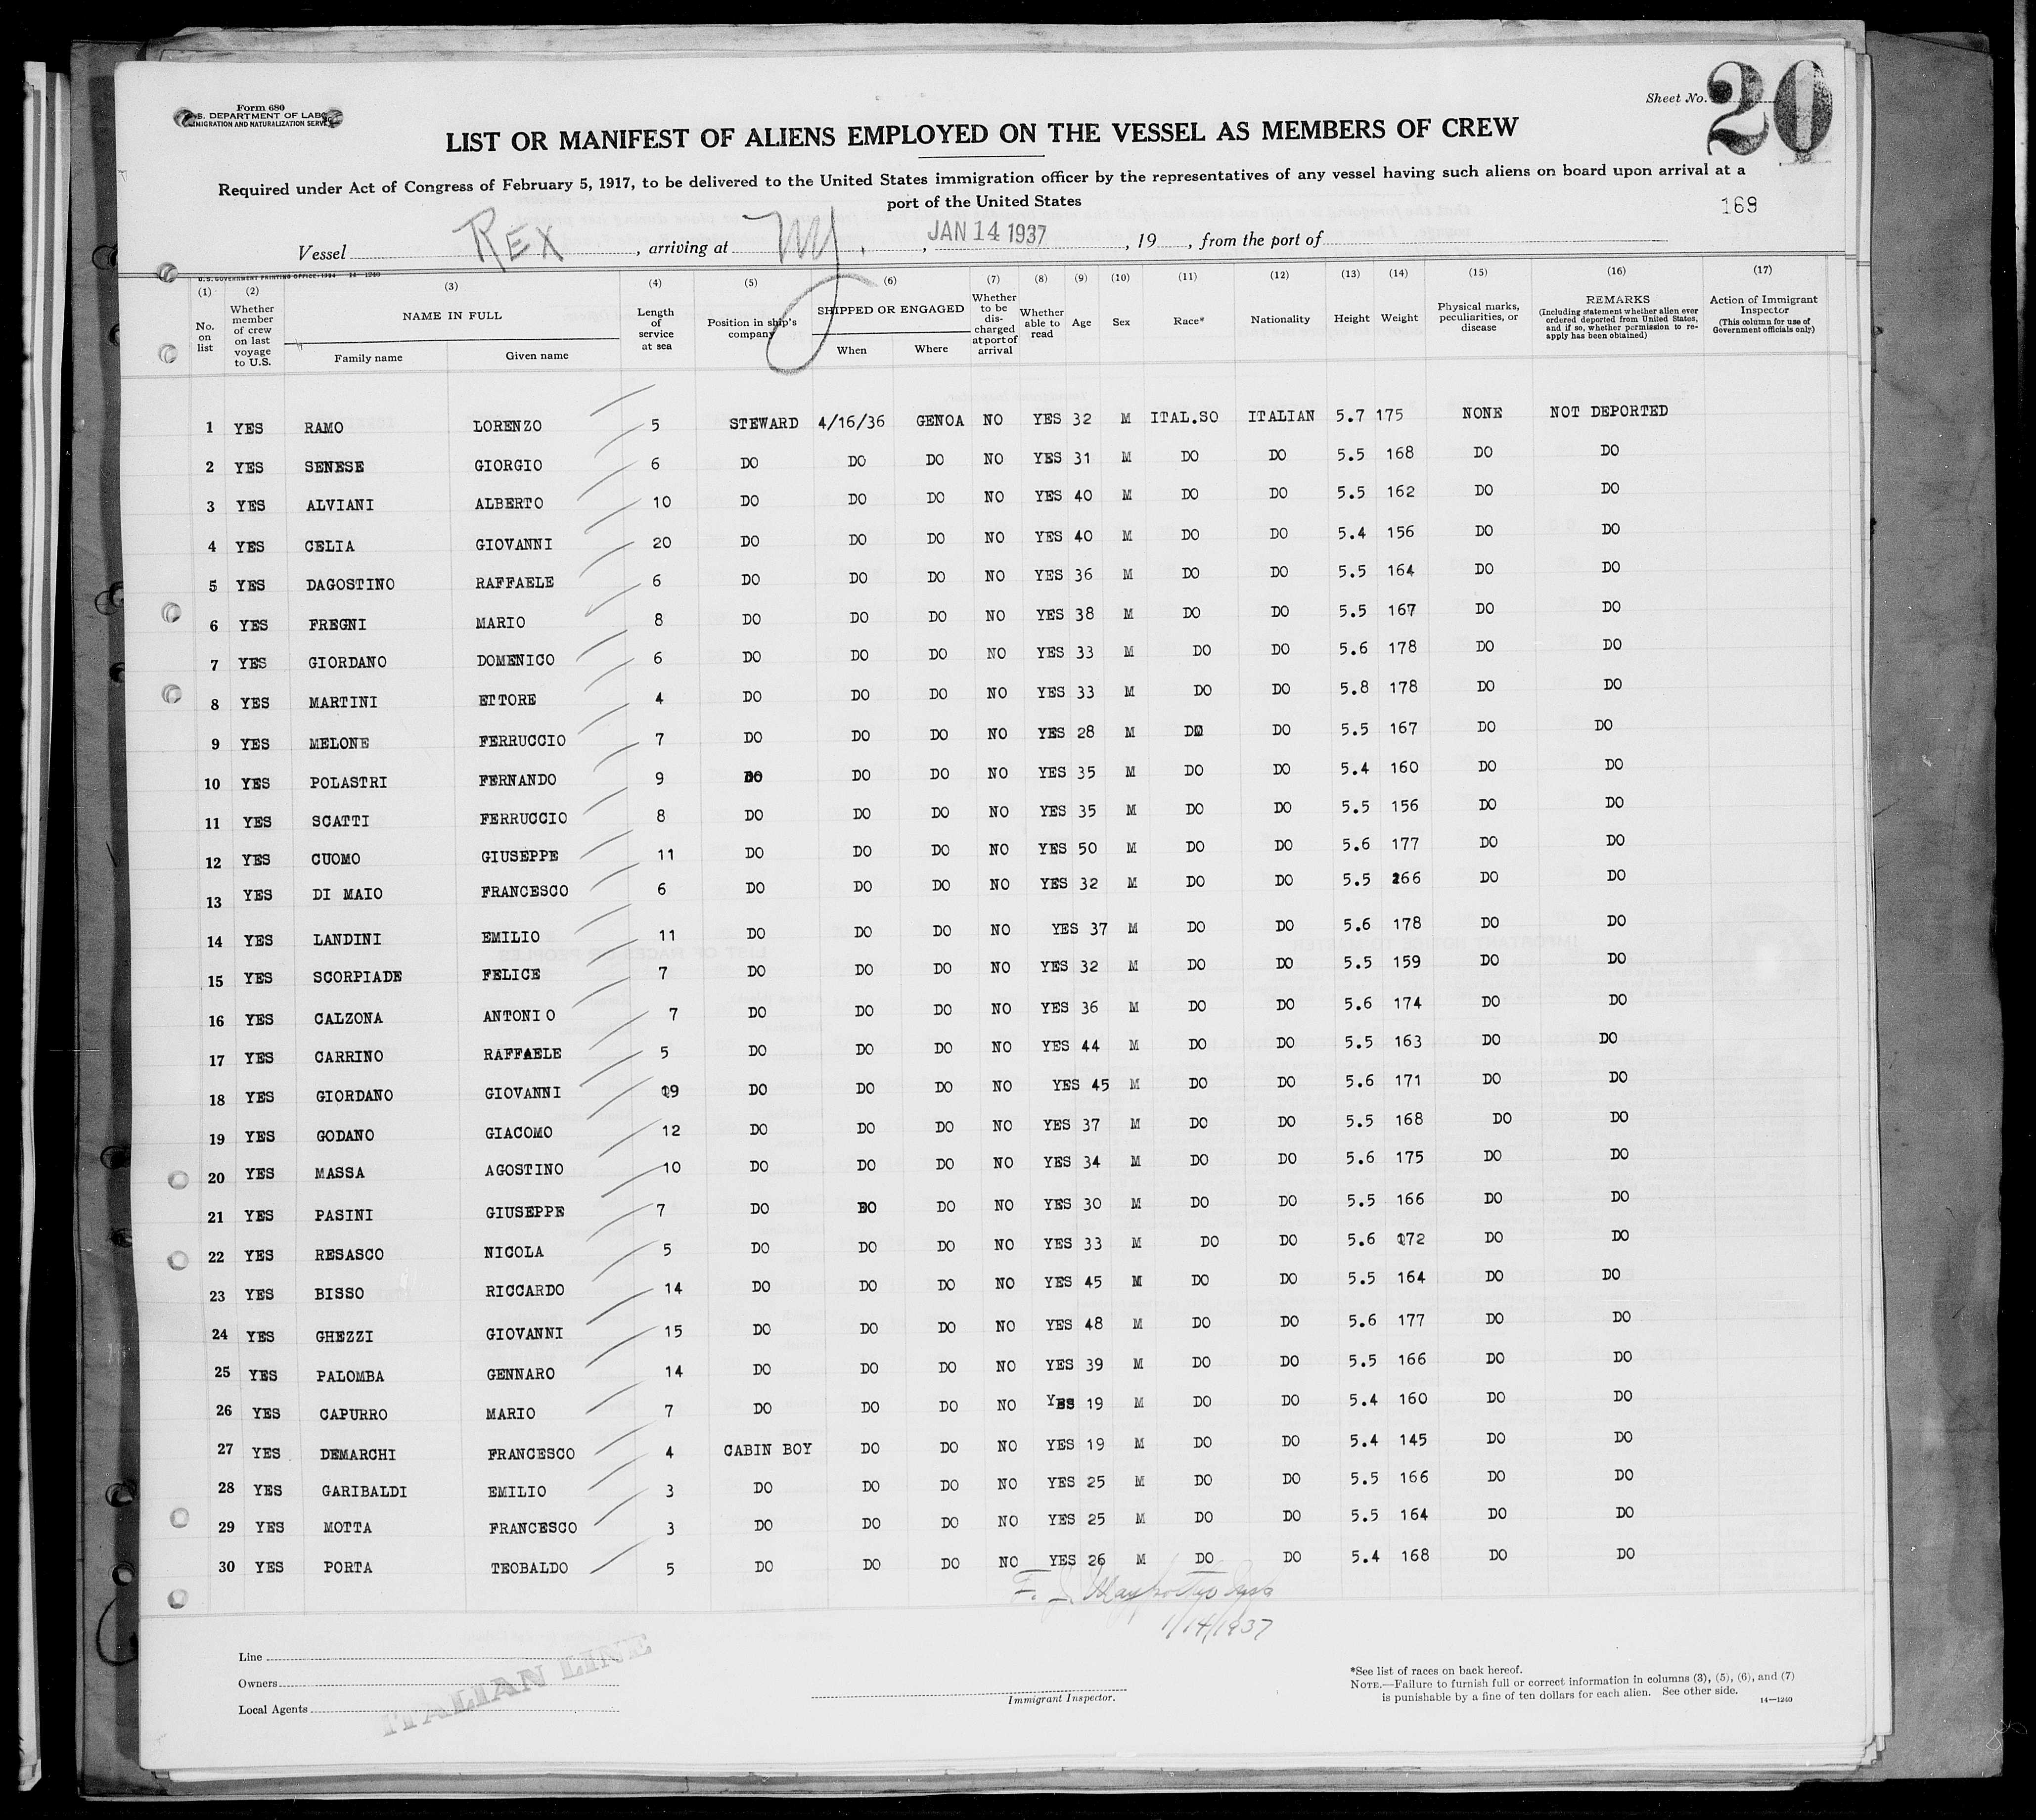 Form 680
U.S. DEPARTMENT OF LABOR
IMMIGRATION AND NATURALIZATION SERVICE
Sheet No. 20
LIST OR MANIFEST OF ALIENS EMPLOYED ON THE VESSEL AS MEMBERS OF CREW
Required under Act of Congress of February 5, 1917, to be delivered to the United States immigration officer by the representatives of any vessel having such aliens on board upon arrival at a
port of the United States
169
Vessel REX, arriving at NY., JAN 14 1937, 19, from the port of
U.S. GOVERNMENT PRINTING OFFICE: 1934 14—1240
(1) (2) (3) (4) (5) (6) (7) (8) (9) (10) (11) (12) (13) (14) (15) (16) (17)
No. on list
Whether member of crew on last voyage to U.S.
NAME IN FULL
Family name Given name
Length of service at sea
Position in ship's company
SHIPPED OR ENGAGED
When Where
Whether to be discharged at port of arrival
Whether able to read
Age
Sex
Race*
Nationality
Height
Weight
Physical marks, peculiarities, or disease
REMARKS
(Including statement whether alien ever ordered deported from United States, and if so, whether permission to re-apply has been obtained)
Action of Immigrant Inspector
(This column for use of Government officials only)
1 YES RAMO LORENZO 5 STEWARD 4/16/36 GENOA NO YES 32 M ITAL.SO ITALIAN 5.7 175 NONE NOT DEPORTED
2 YES SENESE GIORGIO 6 DO DO DO NO YES 31 M DO DO 5.5 168 DO DO
3 YES ALVIANI ALBERTO 10 DO DO DO NO YES 40 M DO DO 5.5 162 DO DO
4 YES CELIA GIOVANNI 20 DO DO DO NO YES 40 M DO DO 5.4 156 DO DO
5 YES DAGOSTINO RAFFAELE 6 DO DO DO NO YES 36 M DO DO 5.5 164 DO DO
6 YES FREGNI MARIO 8 DO DO DO NO YES 38 M DO DO 5.5 167 DO DO
7 YES GIORDANO DOMENICO 6 DO DO DO NO YES 33 M DO DO 5.6 178 DO DO
8 YES MARTINI ETTORE 4 DO DO DO NO YES 33 M DO DO 5.8 178 DO DO
9 YES MELONE FERRUCCIO 7 DO DO DO NO YES 28 M DO DO 5.5 167 DO DO
10 YES POLASTRI FERNANDO 9 DO DO DO NO YES 35 M DO DO 5.4 160 DO DO
11 YES SCATTI FERRUCCIO 8 DO DO DO NO YES 35 M DO DO 5.5 156 DO DO
12 YES CUOMO GIUSEPPE 11 DO DO DO NO YES 50 M DO DO 5.6 177 DO DO
13 YES DI MAIO FRANCESCO 6 DO DO DO NO YES 32 M DO DO 5.5 166 DO DO
14 YES LANDINI EMILIO 11 DO DO DO NO YES 37 M DO DO 5.6 178 DO DO
15 YES SCORPIADE FELICE 7 DO DO DO NO YES 32 M DO DO 5.5 159 DO DO
16 YES CALZONA ANTONIO 7 DO DO DO NO YES 36 M DO DO 5.6 174 DO DO
17 YES CARRINO RAFFAELE 5 DO DO DO NO YES 44 M DO DO 5.5 163 DO DO
18 YES GIORDANO GIOVANNI 19 DO DO DO NO YES 45 M DO DO 5.6 171 DO DO
19 YES GODANO GIACOMO 12 DO DO DO NO YES 37 M DO DO 5.5 168 DO DO
20 YES MASSA AGOSTINO 10 DO DO DO NO YES 34 M DO DO 5.6 175 DO DO
21 YES PASINI GIUSEPPE 7 DO DO DO NO YES 30 M DO DO 5.5 166 DO DO
22 YES RESASCO NICOLA 5 DO DO DO NO YES 33 M DO DO 5.6 172 DO DO
23 YES BISSO RICCARDO 14 DO DO DO NO YES 45 M DO DO 5.5 164 DO DO
24 YES GHEZZI GIOVANNI 15 DO DO DO NO YES 48 M DO DO 5.6 177 DO DO
25 YES PALOMBA GENNARO 14 DO DO DO NO YES 39 M DO DO 5.5 166 DO DO
26 YES CAPURRO MARIO 7 DO DO DO NO YES 19 M DO DO 5.4 160 DO DO
27 YES DEMARCHI FRANCESCO 4 CABIN BOY DO DO NO YES 19 M DO DO 5.4 145 DO DO
28 YES GARIBALDI EMILIO 3 DO DO DO NO YES 25 M DO DO 5.5 166 DO DO
29 YES MOTTA FRANCESCO 3 DO DO DO NO YES 25 M DO DO 5.5 164 DO DO
30 YES PORTA TEOBALDO 5 DO DO DO NO YES 26 M DO DO 5.4 168 DO DO
F. J.
1/14/1937
Line
Owners
Local Agents
ITALIAN LINE
Immigrant Inspector.
*See list of races on back hereof.
NOTE.—Failure to furnish full or correct information in columns (3), (5), (6), and (7)
is punishable by a fine of ten dollars for each alien. See other side.
14—1240